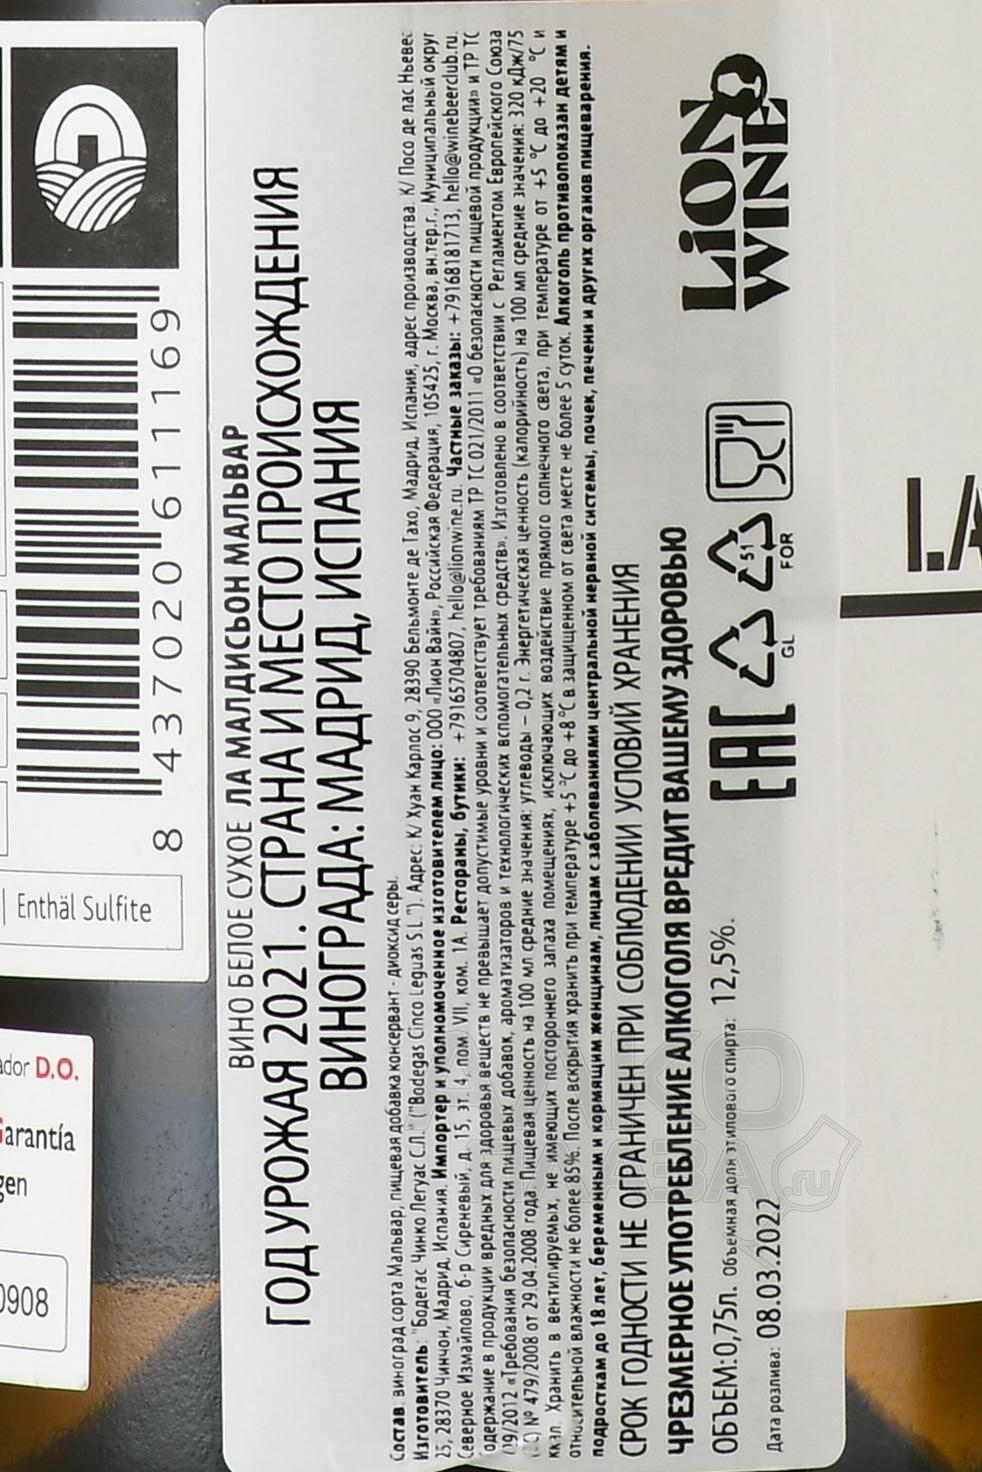 8 437020 611169
Enthäl Sulfite
ador D.O.
Garantía
gen
0908
ВИНО БЕЛОЕ СУХОЕ ЛА МАЛДИСЬОН МАЛЬВАР
ГОД УРОЖАЯ 2021. СТРАНА И МЕСТО ПРОИСХОЖДЕНИЯ
ВИНОГРАДА: МАДРИД, ИСПАНИЯ
Состав: виноград сорта Мальвар, пищевая добавка консервант - диоксид серы.
Изготовитель: "Бодегас Чинко Легуас С.Л." ("Bodegas Cinco Leguas S.L."). Адрес: К/ Хуан Карлос 9, 28390 Бельмонте де Тахо, Мадрид, Испания, адрес производства: К/ Посо де лас Ньевес
25, 28370 Чинчон, Мадрид, Испания. Импортер и уполномоченное изготовителем лицо: ООО «Лион Вайн», Российская Федерация, 105425, г. Москва, вн.тер.г., Муниципальный округ
Северное Измайлово, б-р Сиреневый, д. 15, эт. 4, пом. VII, ком. 1А. Рестораны, бутики: +79165704807, hello@lionwine.ru. Частные заказы: +79168181713, hello@winebeerclub.ru.
одержание в продукции вредных для здоровья веществ не превышает допустимые уровни и соответствует требованиям ТР ТС 021/2011 «О безопасности пищевой продукции» и ТР ТС
09/2012 «Требования безопасности пищевых добавок, ароматизаторов и технологических вспомогательных средств». Изготовлено в соответствии с Регламентом Европейского Союза
№ 479/2008 от 29.04.2008 года. Пищевая ценность на 100 мл средние значения: углеводы – 0,2 г. Энергетическая ценность (калорийность) на 100 мл средние значения: 320 кДж/75
ккал. Хранить в вентилируемых, не имеющих постороннего запаха помещениях, исключающих воздействие прямого солнечного света, при температуре от +5 °С до +20 °С и
относительной влажности не более 85%. После вскрытия хранить при температуре +5 °С до +8 °С в защищенном от света месте не более 5 суток. Алкоголь противопоказан детям и
подросткам до 18 лет, беременным и кормящим женщинам, лицам с заболеваниями центральной нервной системы, почек, печени и других органов пищеварения.
СРОК ГОДНОСТИ НЕ ОГРАНИЧЕН ПРИ СОБЛЮДЕНИИ УСЛОВИЙ ХРАНЕНИЯ
ЧРЕЗМЕРНОЕ УПОТРЕБЛЕНИЕ АЛКОГОЛЯ ВРЕДИТ ВАШЕМУ ЗДОРОВЬЮ
ОБЪЕМ:0,75л. Объёмная доля этилового спирта: 12,5%.
Дата розлива: 08.03.2022
EAC
GL
51
FOR
LION
WINE
LA